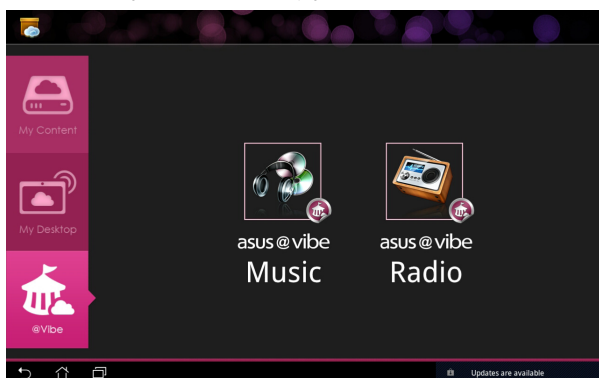 My Content
My Desktop
@Vibe
asus@vibe
Music
asus@vibe
Radio
Updates are available